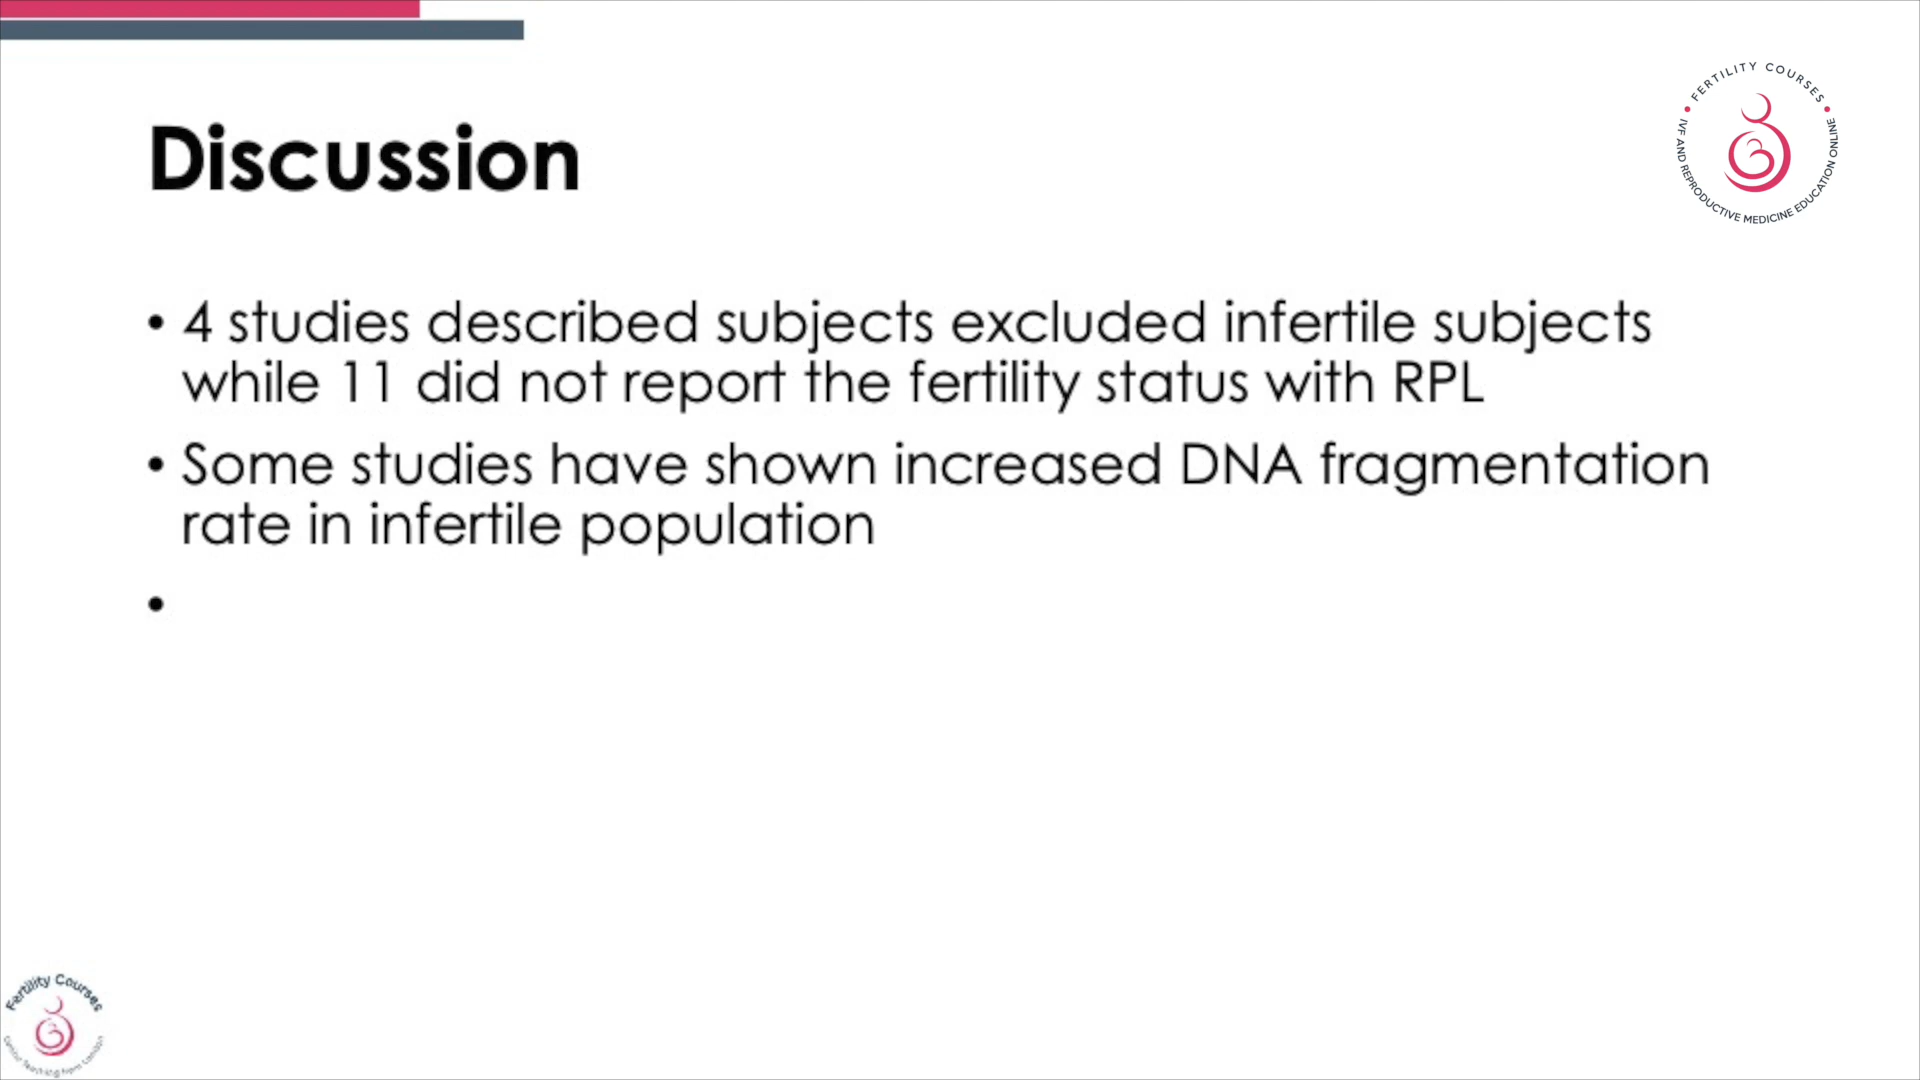 FERTILITY COURSES
IVF AND REPRODUCTIVE MEDICINE EDUCATION ONLINE
Discussion
• 4 studies described subjects excluded infertile subjects
while 11 did not report the fertility status with RPL
• Some studies have shown increased DNA fragmentation
rate in infertile population
•
Fertility Courses